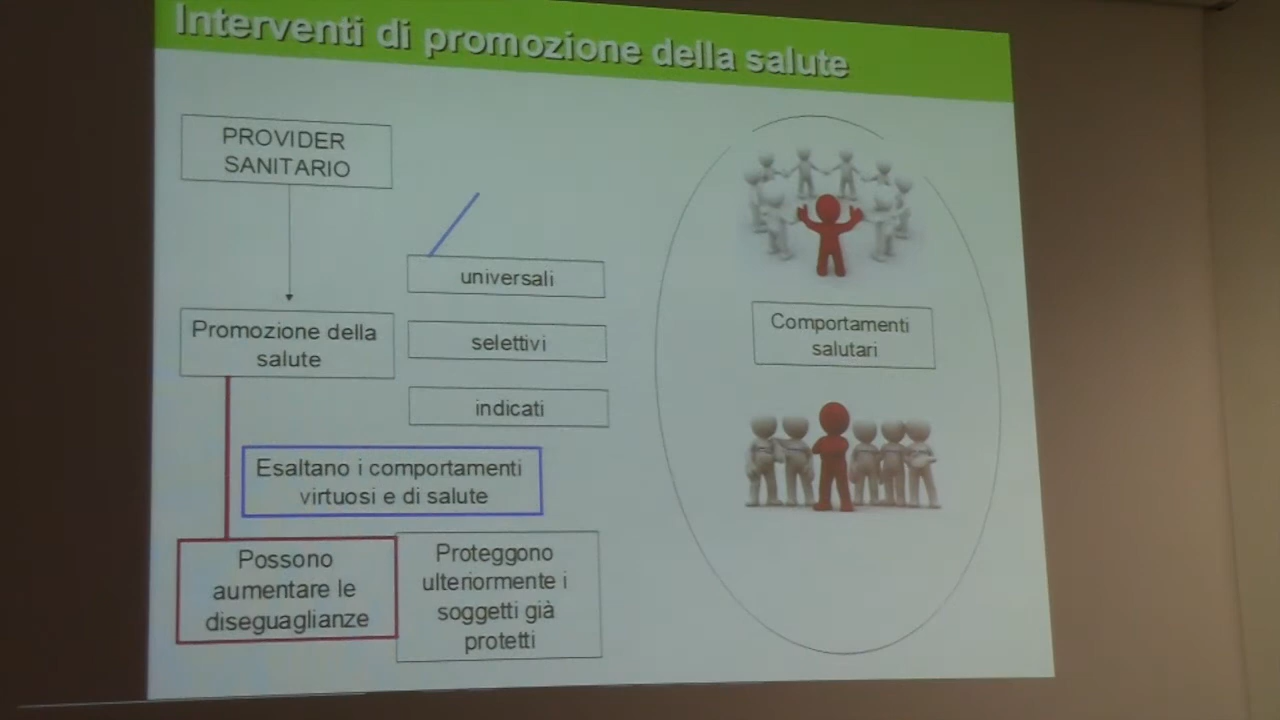 Interventi di promozione della salute
PROVIDER
SANITARIO
universali
Promozione della
salute
selettivi
indicati
Esaltano i comportamenti
virtuosi e di salute
Possono
aumentare le
diseguaglianze
Proteggono
ulteriormente i
soggetti già
protetti
Comportamenti
salutari